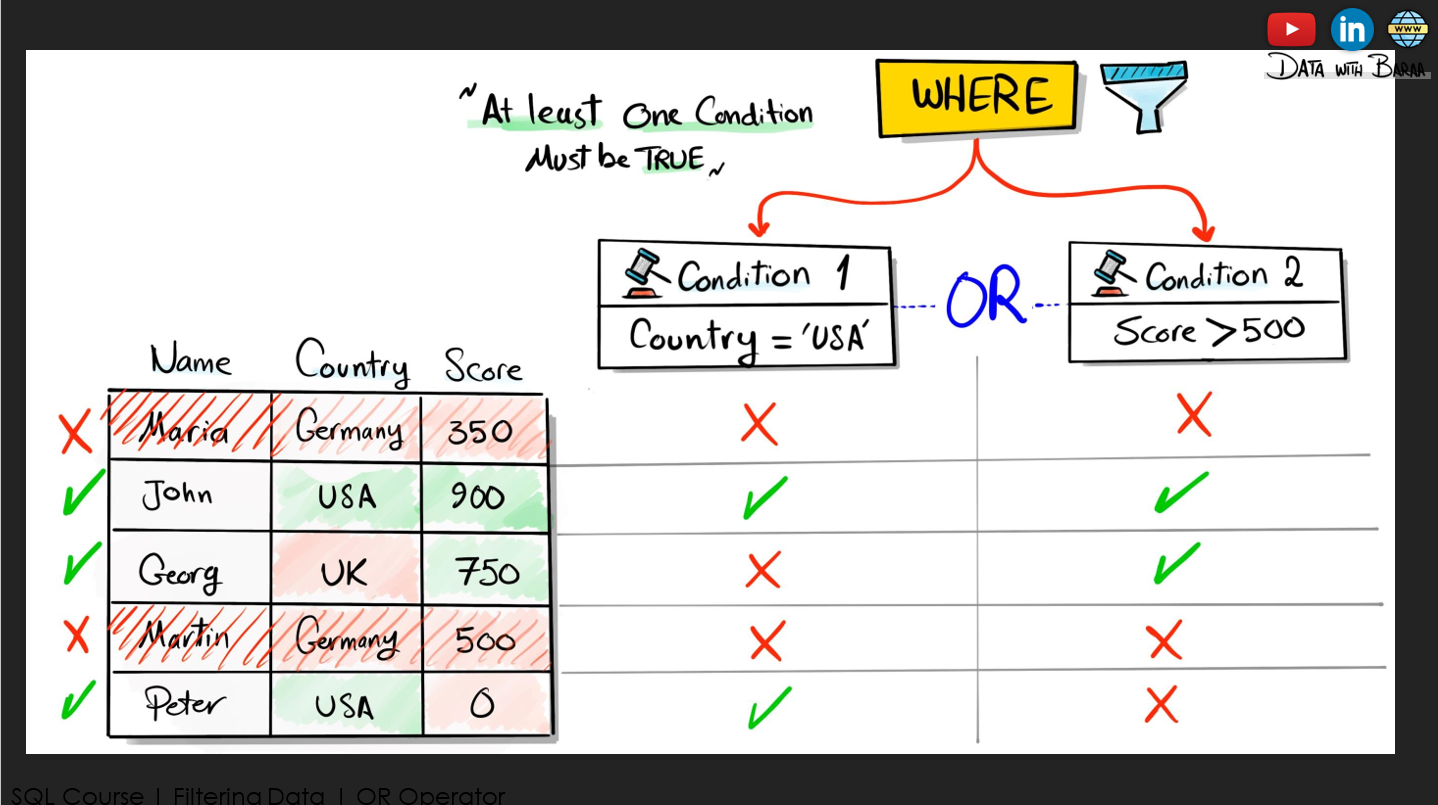 in
WWW
DATA WITH BARAA
"At least One Condition
Must be TRUE"
WHERE
Condition 1
Country = 'USA'
OR
Condition 2
Score > 500
Name Country Score
Maria Germany 350
John USA 900
Georg UK 750
Martin Germany 500
Peter USA 0
SQL Course | Filtering Data | OR Operator